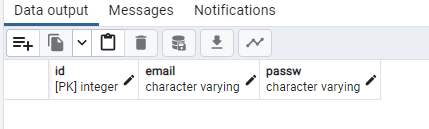 Data output Messages Notifications
id email passw
[PK] integer character varying character varying